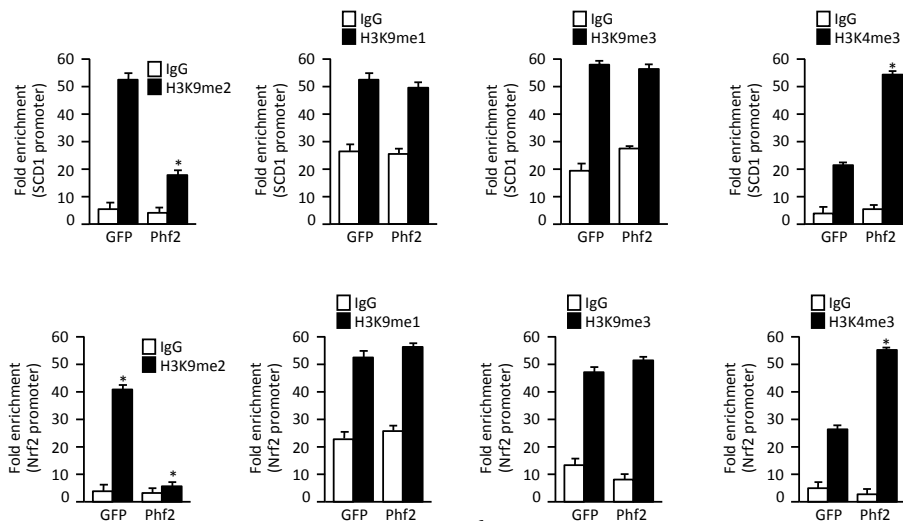 IgG
H3K9me2
Fold enrichment
(SCD1 promoter)
60
50
40
30
20
10
0
*
GFP Phf2
IgG
H3K9me1
Fold enrichment
(SCD1 promoter)
60
50
40
30
20
10
0
GFP Phf2
IgG
H3K9me3
Fold enrichment
(SCD1 promoter)
60
50
40
30
20
10
0
GFP Phf2
IgG
H3K4me3
Fold enrichment
(SCD1 promoter)
60
50
40
30
20
10
0
*
GFP Phf2
IgG
H3K9me2
Fold enrichment
(Nrf2 promoter)
60
50
40
30
20
10
0
*
*
GFP Phf2
IgG
H3K9me1
Fold enrichment
(Nrf2 promoter)
60
50
40
30
20
10
0
GFP Phf2
IgG
H3K9me3
Fold enrichment
(Nrf2 promoter)
60
50
40
30
20
10
0
GFP Phf2
IgG
H3K4me3
Fold enrichment
(Nrf2 promoter)
60
50
40
30
20
10
0
*
GFP Phf2